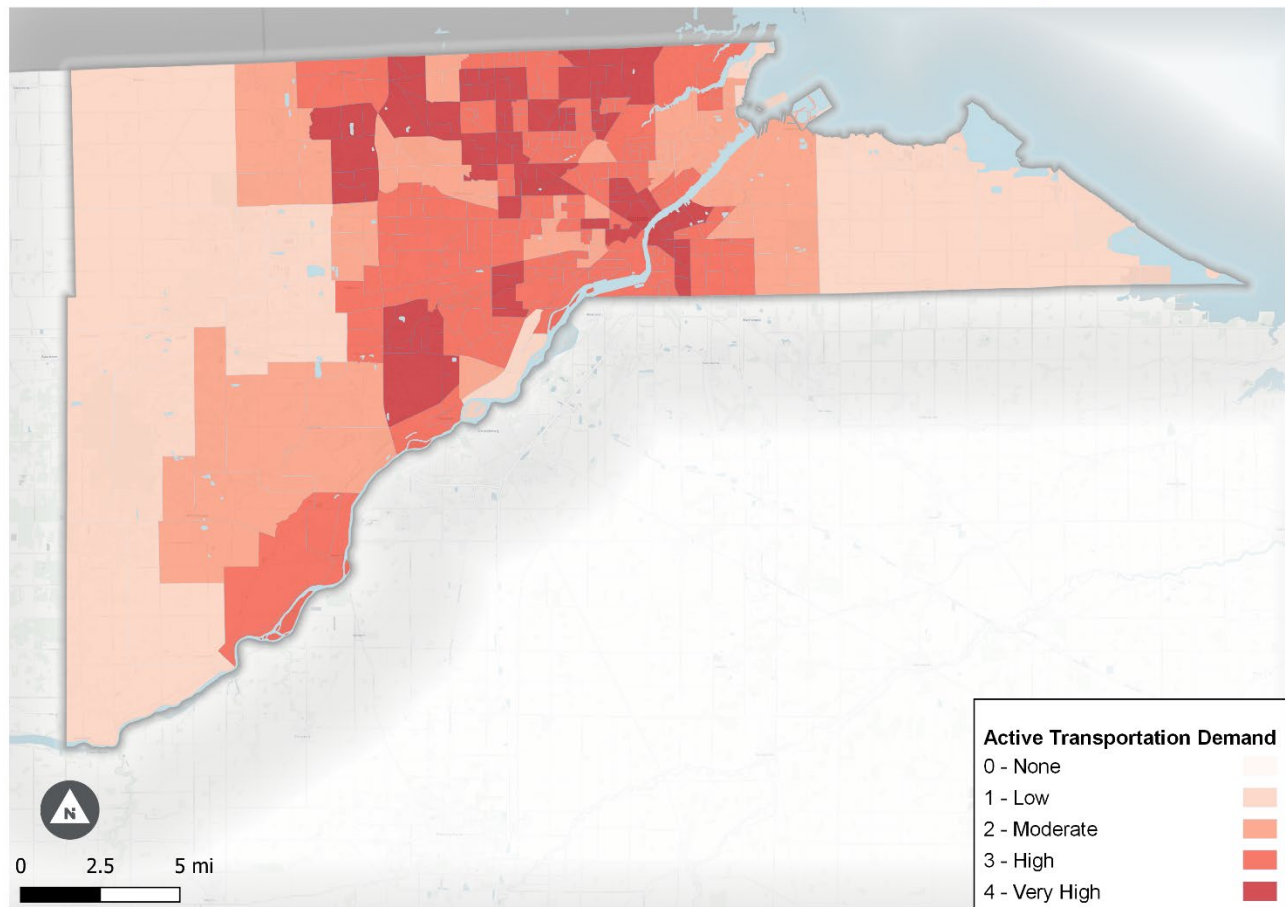 N
0 2.5 5 mi
Active Transportation Demand
0 - None
1 - Low
2 - Moderate
3 - High
4 - Very High